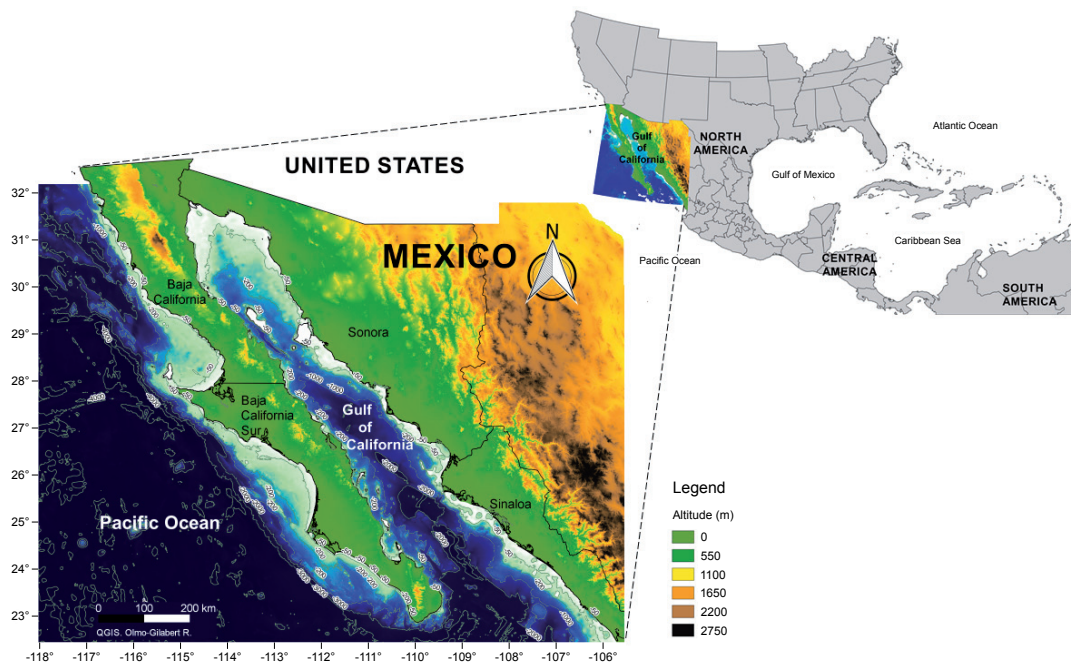 UNITED STATES
MEXICO
N
Baja
California
Sonora
Baja
California
Sur
Gulf
of
California
Sinaloa
Pacific Ocean
0 100 200 km
QGIS. Olmo-Gilabert R.
32°
31°
30°
29°
28°
27°
26°
25°
24°
23°
-118° -117° -116° -115° -114° -113° -112° -111° -110° -109° -108° -107° -106°
NORTH
AMERICA
Gulf
of
California
Atlantic Ocean
Gulf of Mexico
Pacific Ocean
Caribbean Sea
CENTRAL
AMERICA
SOUTH
AMERICA
Legend
Altitude (m)
0
550
1100
1650
2200
2750